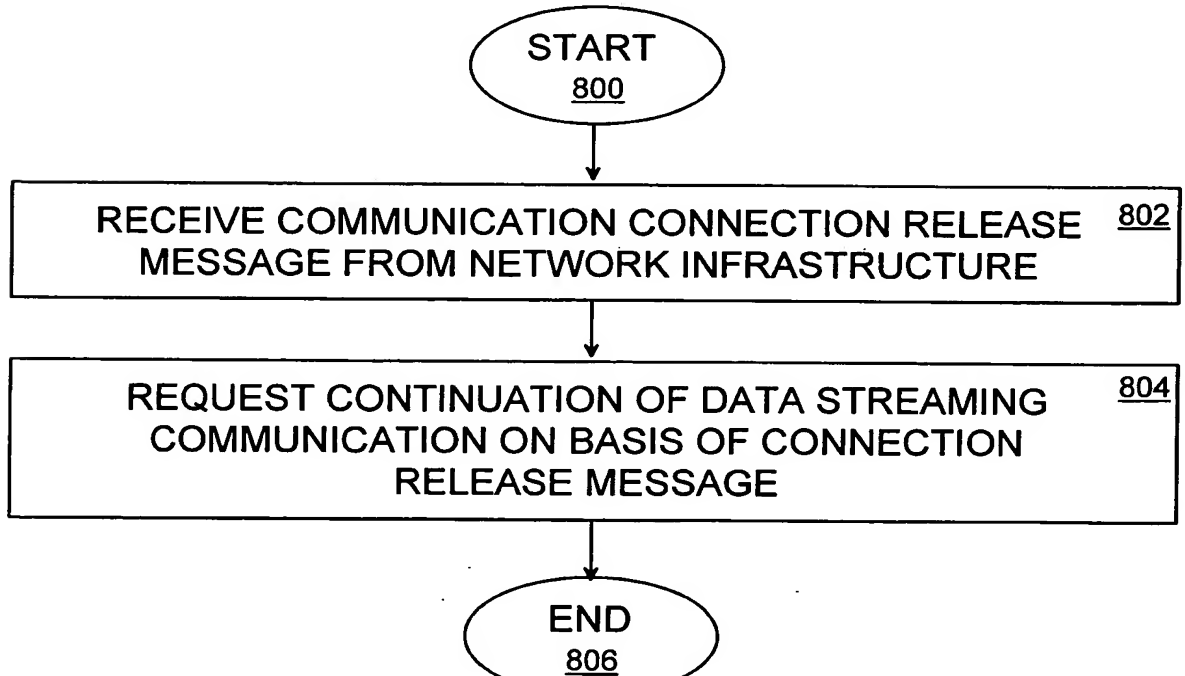 START
800
RECEIVE COMMUNICATION CONNECTION RELEASE 802
MESSAGE FROM NETWORK INFRASTRUCTURE
REQUEST CONTINUATION OF DATA STREAMING 804
COMMUNICATION ON BASIS OF CONNECTION
RELEASE MESSAGE
END
806